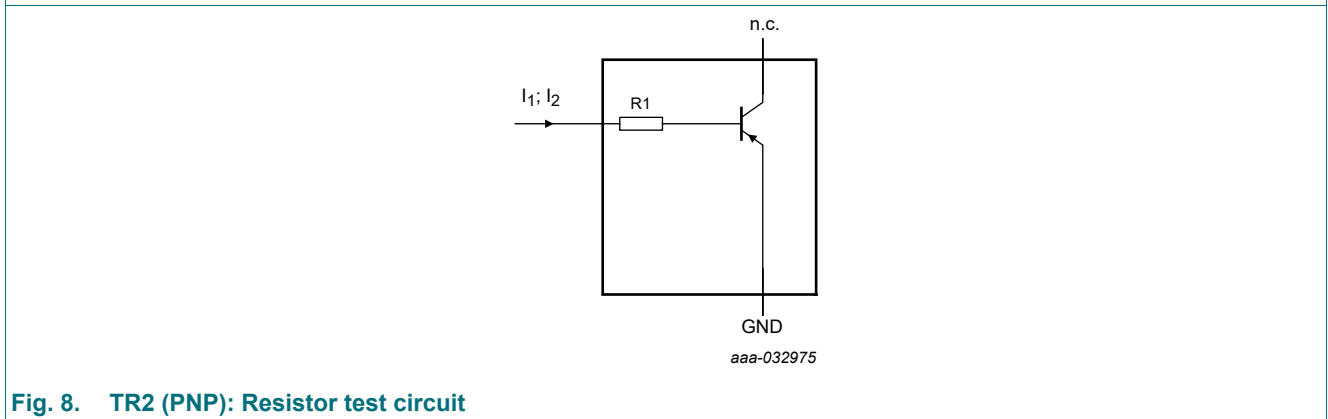 n.c.
I1; I2
R1
GND
aaa-032975
Fig. 8. TR2 (PNP): Resistor test circuit